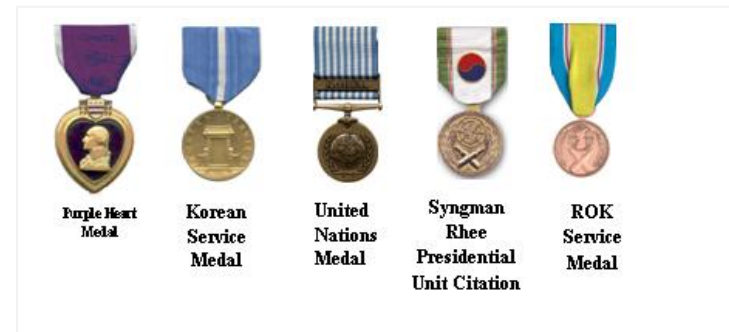 Purple Heart
Medal
Korean
Service
Medal
United
Nations
Medal
Syngman
Rhee
Presidential
Unit Citation
ROK
Service
Medal